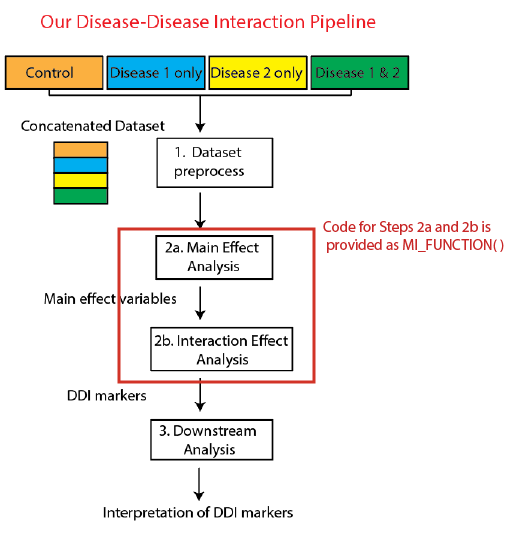 Our Disease-Disease Interaction Pipeline
Control
Disease 1 only
Disease 2 only
Disease 1 & 2
Concatenated Dataset
1. Dataset
preprocess
Code for Steps 2a and 2b is
provided as MI_FUNCTION( )
2a. Main Effect
Analysis
Main effect variables
2b. Interaction Effect
Analysis
DDI markers
3. Downstream
Analysis
Interpretation of DDI markers